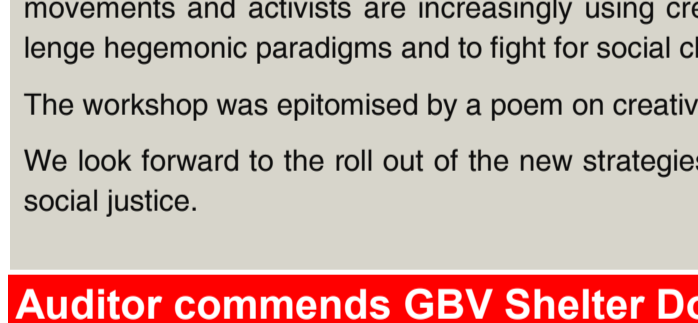 movements and activists are increasingly using cre
lenge hegemonic paradigms and to fight for social
The workshop was epitomised by a poem on creativ
We look forward to the roll out of the new strategies
social justice.
Auditor commends GBV Shelter Do